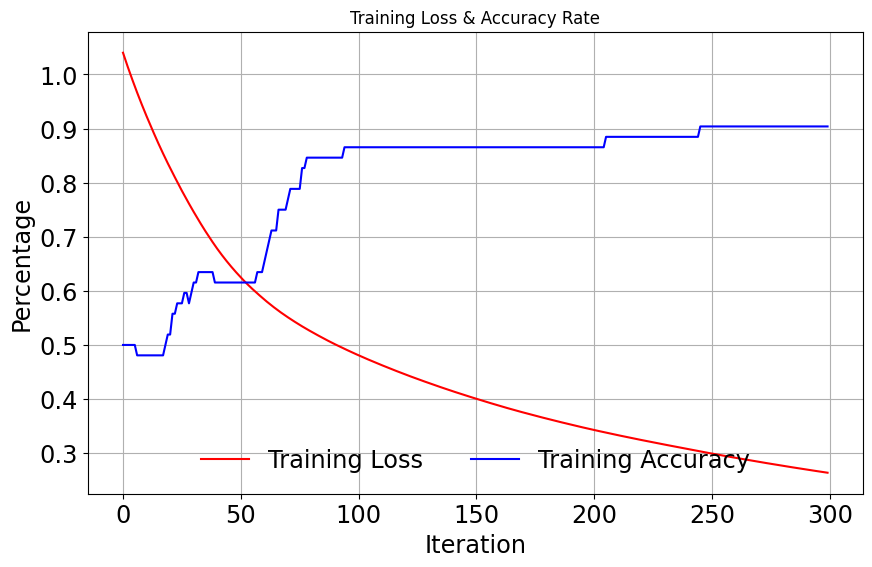 Training Loss & Accuracy Rate
1.0
0.9
0.8
0.7
0.6
0.5
0.4
0.3
Percentage
Training Loss Training Accuracy
0 50 100 150 200 250 300
Iteration